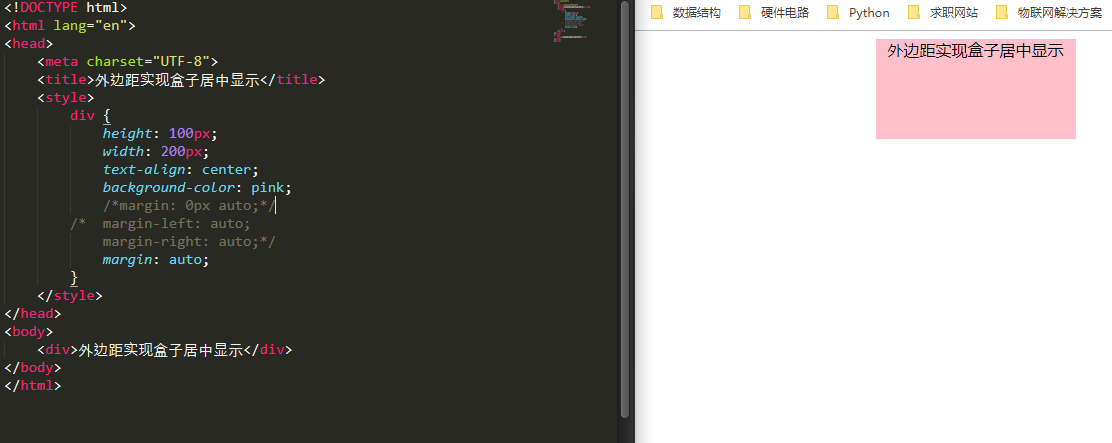 <!DOCTYPE html>
<html lang="en">
<head>
    <meta charset="UTF-8">
    <title>外边距实现盒子居中显示</title>
    <style>
        div {
            height: 100px;
            width: 200px;
            text-align: center;
            background-color: pink;
            /*margin: 0px auto;*/
        /*  margin-left: auto;
            margin-right: auto;*/
            margin: auto;
        }
    </style>
</head>
<body>
    <div>外边距实现盒子居中显示</div>
</body>
</html>
数据结构 硬件电路 Python 求职网站 物联网解决方案
外边距实现盒子居中显示